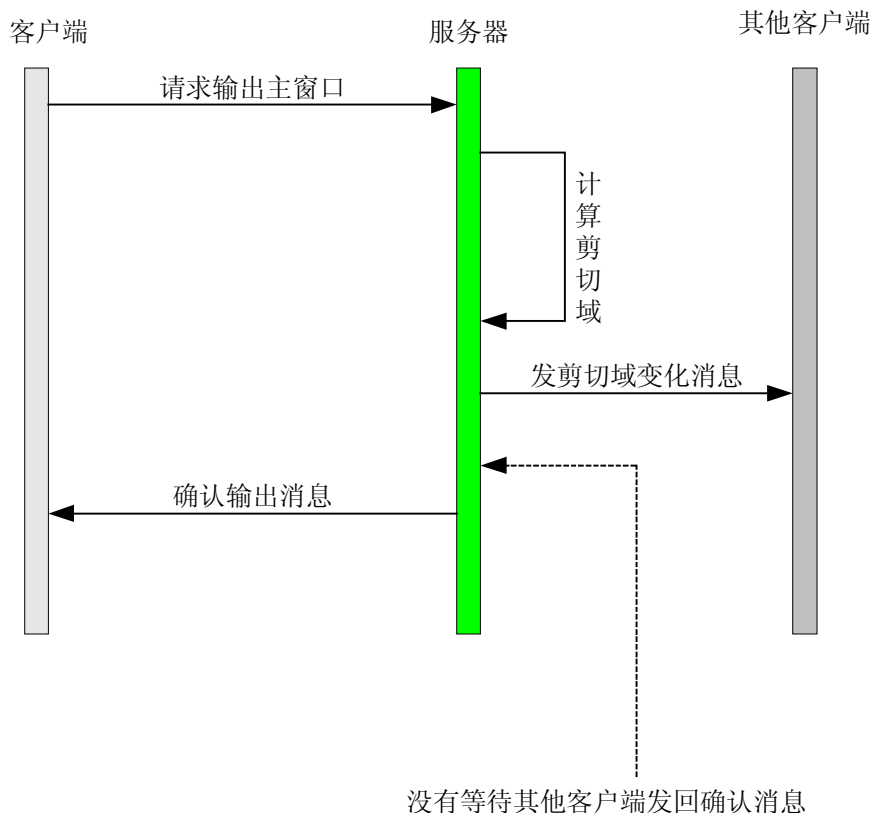 客户端
服务器
其他客户端
请求输出主窗口
计算剪切域
发剪切域变化消息
确认输出消息
没有等待其他客户端发回确认消息